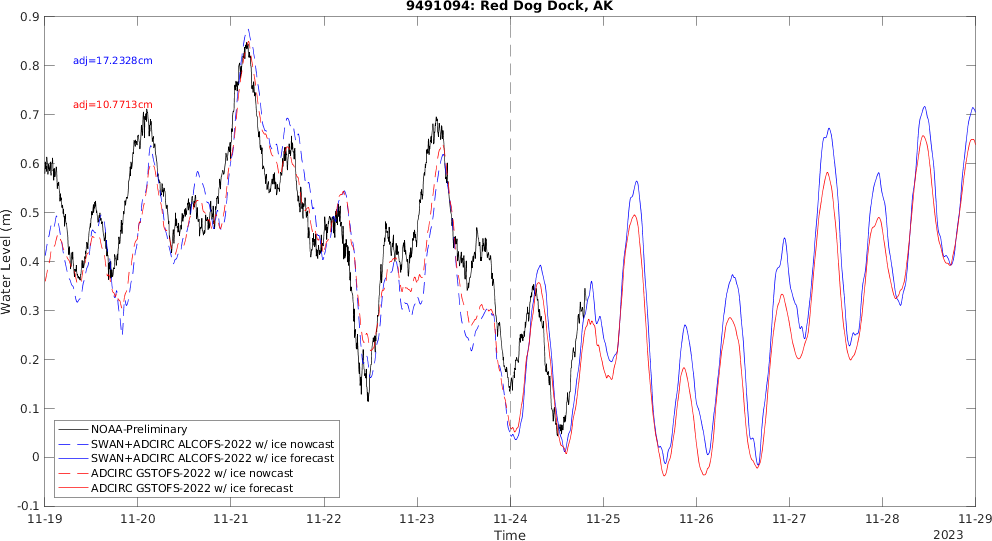 9491094: Red Dog Dock, AK
0.9
0.8
0.7
0.6
0.5
0.4
0.3
0.2
0.1
0
-0.1
Water Level (m)
adj=17.2328cm
adj=10.7713cm
NOAA-Preliminary
SWAN+ADCIRC ALCOFS-2022 w/ ice nowcast
SWAN+ADCIRC ALCOFS-2022 w/ ice forecast
ADCIRC GSTOFS-2022 w/ ice nowcast
ADCIRC GSTOFS-2022 w/ ice forecast
11-19 11-20 11-21 11-22 11-23 11-24 11-25 11-26 11-27 11-28 11-29
Time
2023